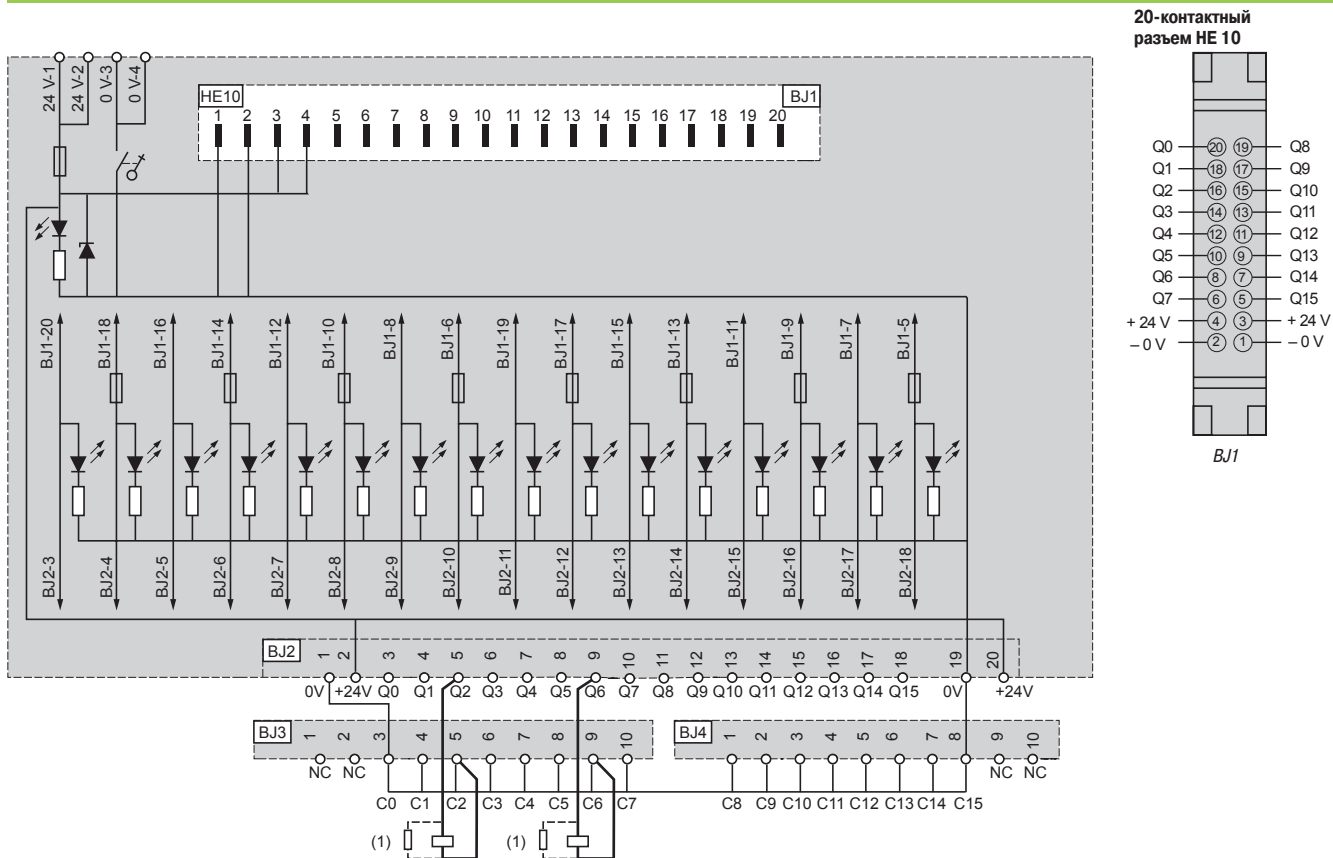 20-контактный
разъем HE 10
24 V-1
24 V-2
0 V-3
0 V-4
HE10
BJ1
1 2 3 4 5 6 7 8 9 10 11 12 13 14 15 16 17 18 19 20
Q0 20 19 Q8
Q1 18 17 Q9
Q2 16 15 Q10
Q3 14 13 Q11
Q4 12 11 Q12
Q5 10 9 Q13
Q6 8 7 Q14
Q7 6 5 Q15
+ 24 V 4 3 + 24 V
– 0 V 2 1 – 0 V
BJ1
BJ1-20 BJ1-18 BJ1-16 BJ1-14 BJ1-12 BJ1-10 BJ1-8 BJ1-6 BJ1-19 BJ1-17 BJ1-15 BJ1-13 BJ1-11 BJ1-9 BJ1-7 BJ1-5
BJ2-3 BJ2-4 BJ2-5 BJ2-6 BJ2-7 BJ2-8 BJ2-9 BJ2-10 BJ2-11 BJ2-12 BJ2-13 BJ2-14 BJ2-15 BJ2-16 BJ2-17 BJ2-18
BJ2 1 2 3 4 5 6 7 8 9 10 11 12 13 14 15 16 17 18 19 20
0V +24V Q0 Q1 Q2 Q3 Q4 Q5 Q6 Q7 Q8 Q9 Q10 Q11 Q12 Q13 Q14 Q15 0V +24V
BJ3 1 2 3 4 5 6 7 8 9 10
BJ4 1 2 3 4 5 6 7 8 9 10
NC NC
NC NC
C0 C1 C2 C3 C4 C5 C6 C7
C8 C9 C10 C11 C12 C13 C14 C15
(1) (1)